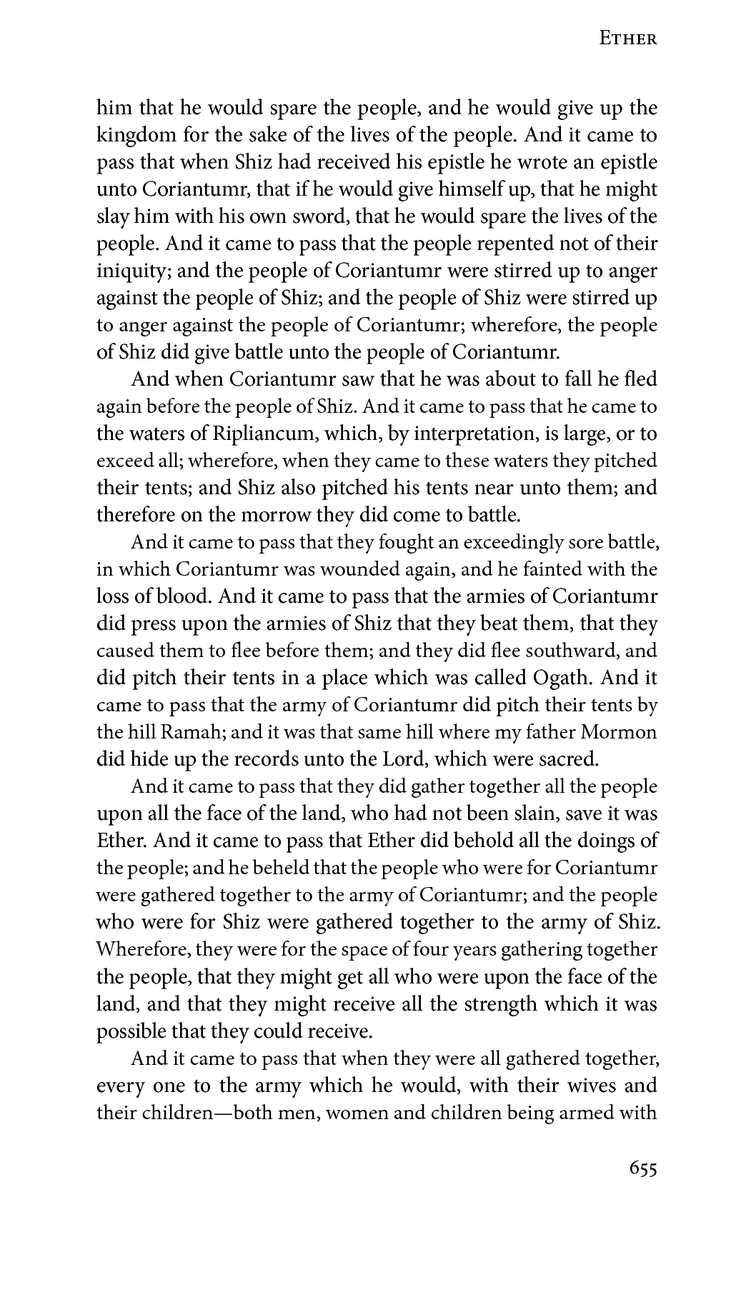 Ether
him that he would spare the people, and he would give up the
kingdom for the sake of the lives of the people. And it came to
pass that when Shiz had received his epistle he wrote an epistle
unto Coriantumr, that if he would give himself up, that he might
slay him with his own sword, that he would spare the lives of the
people. And it came to pass that the people repented not of their
iniquity; and the people of Coriantumr were stirred up to anger
against the people of Shiz; and the people of Shiz were stirred up
to anger against the people of Coriantumr; wherefore, the people
of Shiz did give battle unto the people of Coriantumr.
And when Coriantumr saw that he was about to fall he fled
again before the people of Shiz. And it came to pass that he came to
the waters of Ripliancum, which, by interpretation, is large, or to
exceed all; wherefore, when they came to these waters they pitched
their tents; and Shiz also pitched his tents near unto them; and
therefore on the morrow they did come to battle.
And it came to pass that they fought an exceedingly sore battle,
in which Coriantumr was wounded again, and he fainted with the
loss of blood. And it came to pass that the armies of Coriantumr
did press upon the armies of Shiz that they beat them, that they
caused them to flee before them; and they did flee southward, and
did pitch their tents in a place which was called Ogath. And it
came to pass that the army of Coriantumr did pitch their tents by
the hill Ramah; and it was that same hill where my father Mormon
did hide up the records unto the Lord, which were sacred.
And it came to pass that they did gather together all the people
upon all the face of the land, who had not been slain, save it was
Ether. And it came to pass that Ether did behold all the doings of
the people; and he beheld that the people who were for Coriantumr
were gathered together to the army of Coriantumr; and the people
who were for Shiz were gathered together to the army of Shiz.
Wherefore, they were for the space of four years gathering together
the people, that they might get all who were upon the face of the
land, and that they might receive all the strength which it was
possible that they could receive.
And it came to pass that when they were all gathered together,
every one to the army which he would, with their wives and
their children—both men, women and children being armed with
655